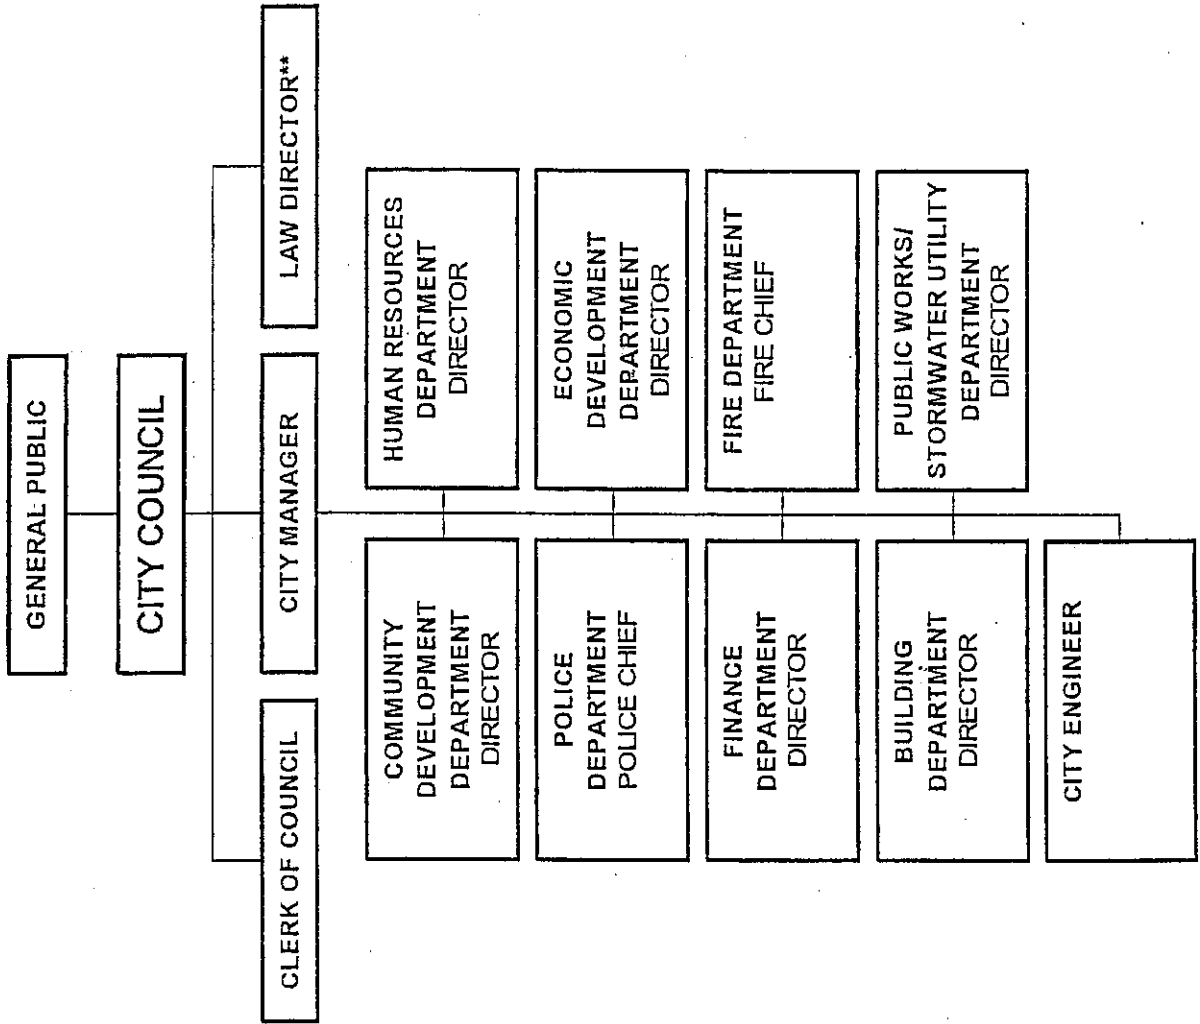 GENERAL PUBLIC
CITY COUNCIL
CLERK OF COUNCIL
CITY MANAGER
LAW DIRECTOR**
COMMUNITY
DEVELOPMENT
DEPARTMENT
DIRECTOR
HUMAN RESOURCES
DEPARTMENT
DIRECTOR
POLICE
DEPARTMENT
POLICE CHIEF
ECONOMIC
DEVELOPMENT
DEPARTMENT
DIRECTOR
FINANCE
DEPARTMENT
DIRECTOR
FIRE DEPARTMENT
FIRE CHIEF
BUILDING
DEPARTMENT
DIRECTOR
PUBLIC WORKS/
STORMWATER UTILITY
DEPARTMENT
DIRECTOR
CITY ENGINEER